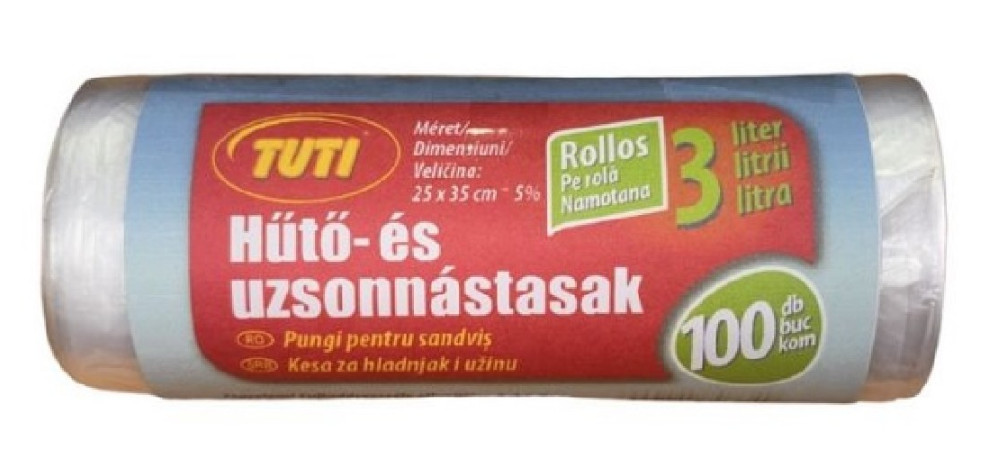 TUTI
Méret/
Dimensiuni/
Veličina:
25 x 35 cm ~ 5%
Rollos
Pe rolă
Namotana
3
liter
litrii
litra
Hűtő- és
uzsonnástasak
RO Pungi pentru sandviș
SRB Kesa za hladnjak i užinu
100
db
buc
kom